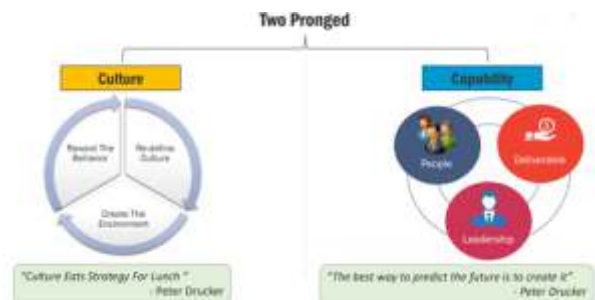 Two Pronged
Culture
Capability
Reward The
Behavior
Re-define
Culture
Create The
Environment
People
Deliverables
Leadership
"Culture Eats Strategy For Lunch "
- Peter Drucker
"The best way to predict the future is to create it"
- Peter Drucker